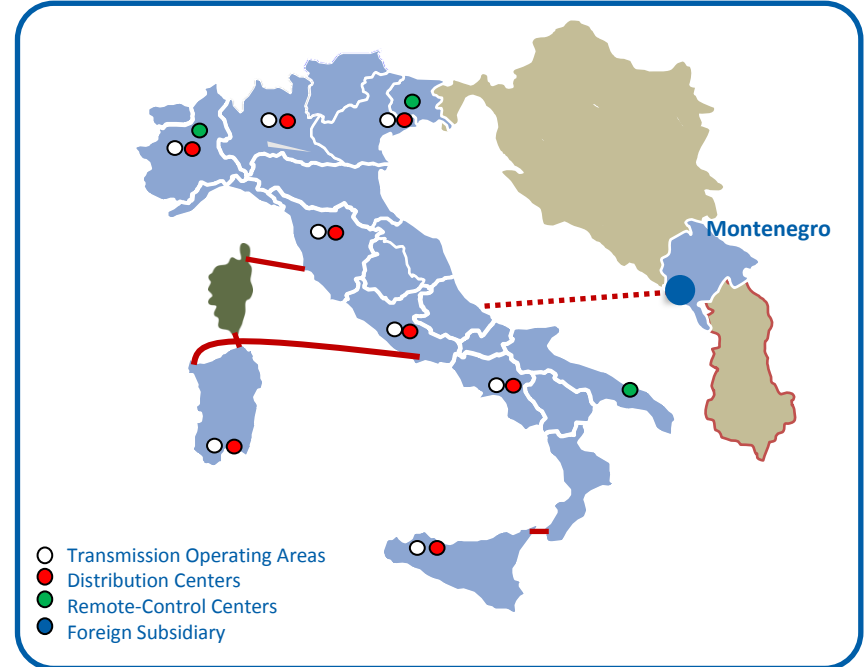 Montenegro
Transmission Operating Areas
Distribution Centers
Remote-Control Centers
Foreign Subsidiary